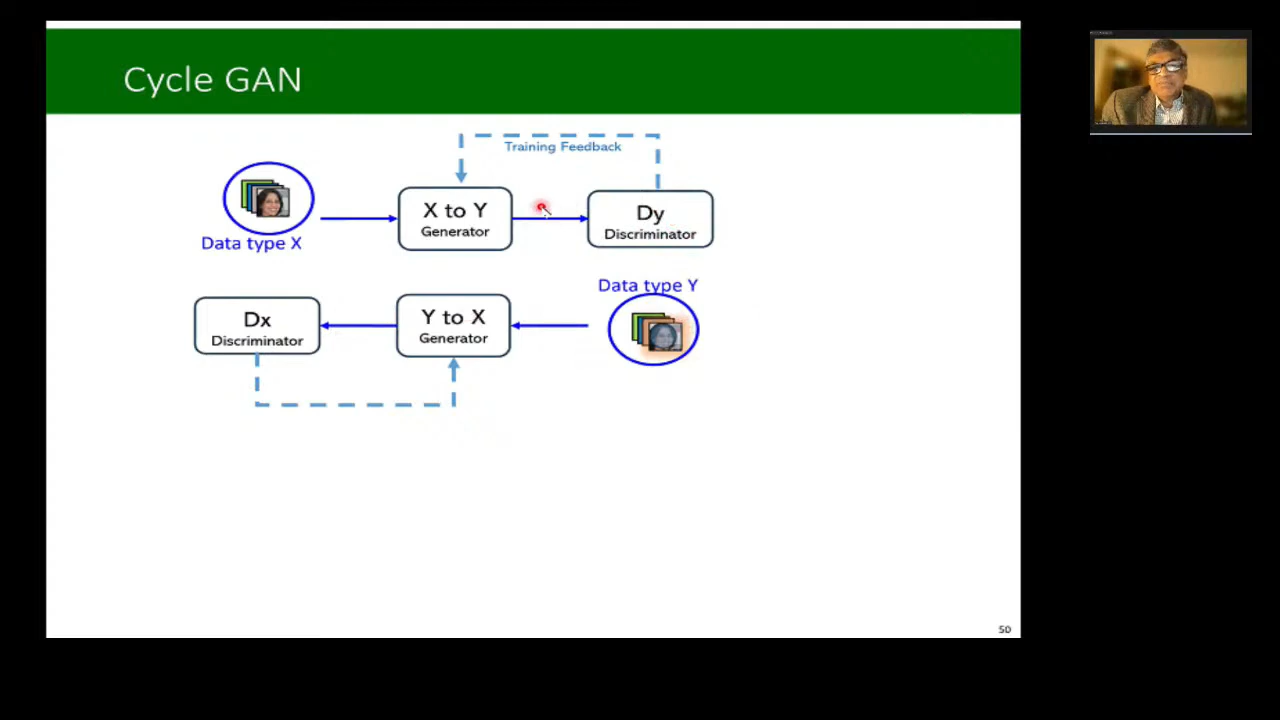 Cycle GAN
Training Feedback
X to Y
Generator
Dy
Discriminator
Data type X
Data type Y
Dx
Discriminator
Y to X
Generator
50